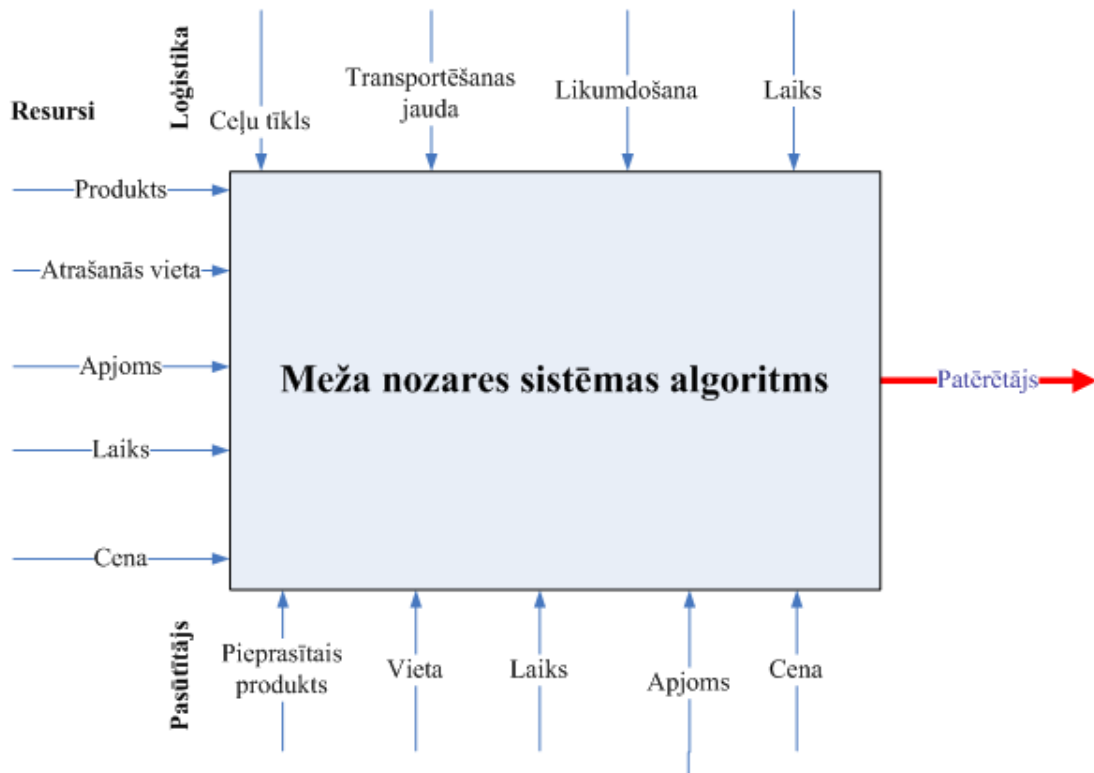 Loģistika
Transportēšanas
jauda
Likumdošana
Laiks
Resursi
Ceļu tīkls
Produkts
Atrašanās vieta
Apjoms
Laiks
Cena
Meža nozares sistēmas algoritms
Patērētājs
Pasūtītājs
Pieprasītais
produkts
Vieta
Laiks
Apjoms
Cena